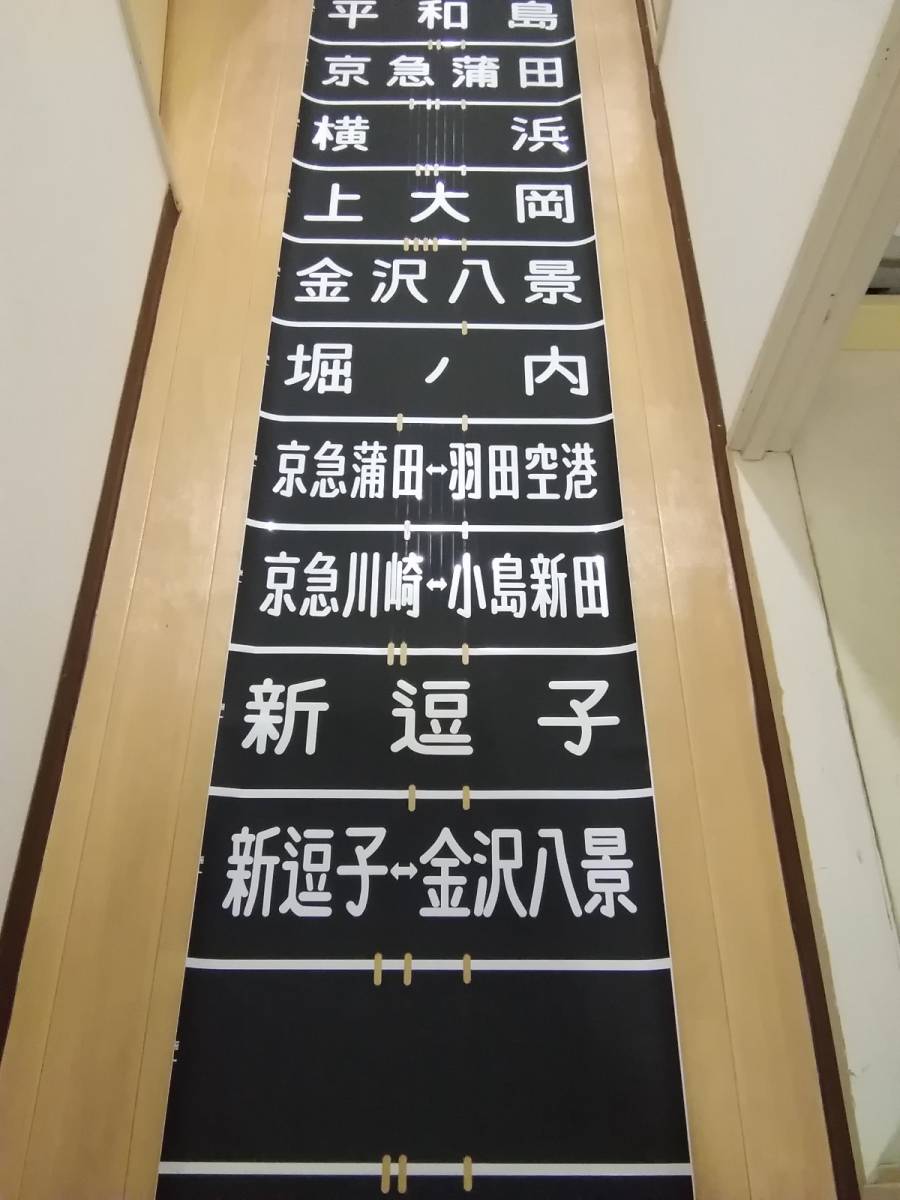 平和島
京急蒲田
横浜
上大岡
金沢八景
堀ノ内
京急蒲田↔羽田空港
京急川崎↔小島新田
新逗子
新逗子↔金沢八景